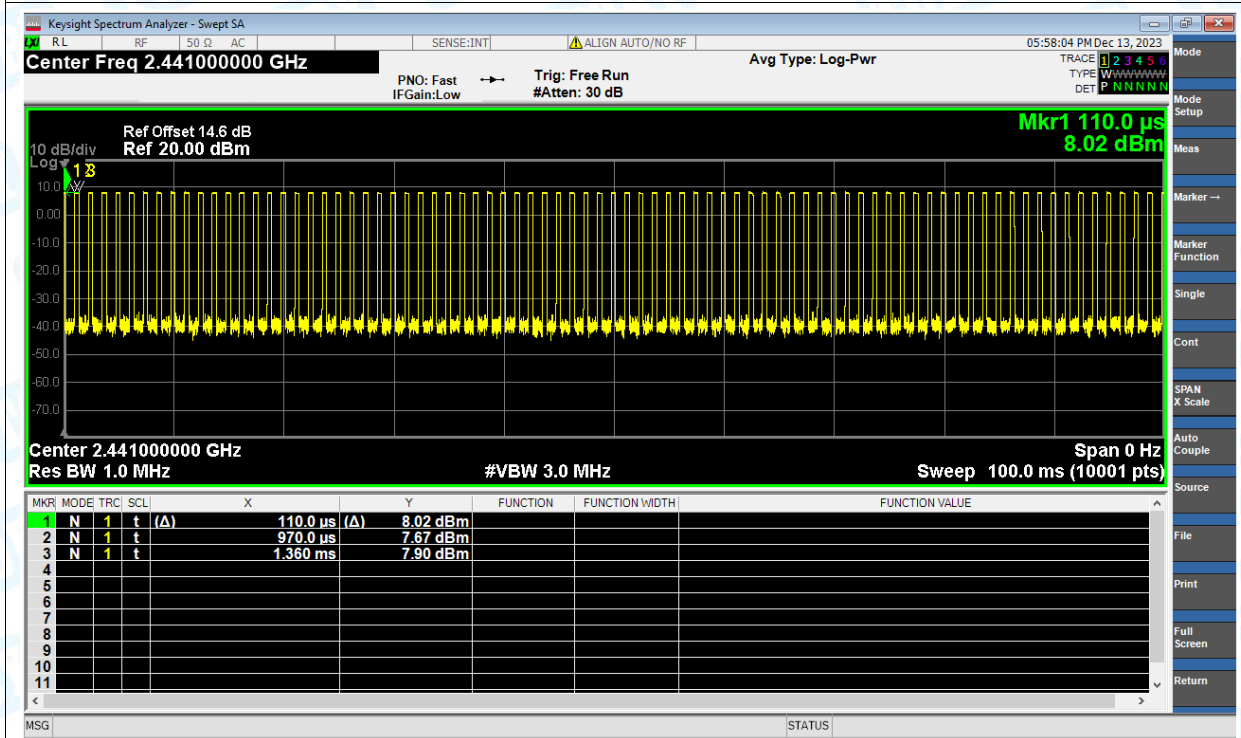 Keysight Spectrum Analyzer - Swept SA
LXI RL RF 50 Ω AC SENSE:INT ALIGN AUTO/NO RF 05:58:04 PM Dec 13, 2023
Center Freq 2.441000000 GHz
PNO: Fast
IFGain:Low
Trig: Free Run
#Atten: 30 dB
Avg Type: Log-Pwr
TRACE 1 2 3 4 5 6
TYPE WWWWWW
DET P N N N N N
Ref Offset 14.6 dB
10 dB/div Ref 20.00 dBm
Log
Mkr1 110.0 µs
8.02 dBm
1 2 3
10.0
0.00
-10.0
-20.0
-30.0
-40.0
-50.0
-60.0
-70.0
Center 2.441000000 GHz Span 0 Hz
Res BW 1.0 MHz #VBW 3.0 MHz Sweep 100.0 ms (10001 pts)
MKR MODE TRC SCL X Y FUNCTION FUNCTION WIDTH FUNCTION VALUE
1 N 1 t (Δ) 110.0 µs (Δ) 8.02 dBm
2 N 1 t 970.0 µs 7.67 dBm
3 N 1 t 1.360 ms 7.90 dBm
4
5
6
7
8
9
10
11
MSG STATUS
Mode
Mode
Setup
Meas
Marker →
Marker
Function
Single
Cont
SPAN
X Scale
Auto
Couple
Source
File
Print
Full
Screen
Return